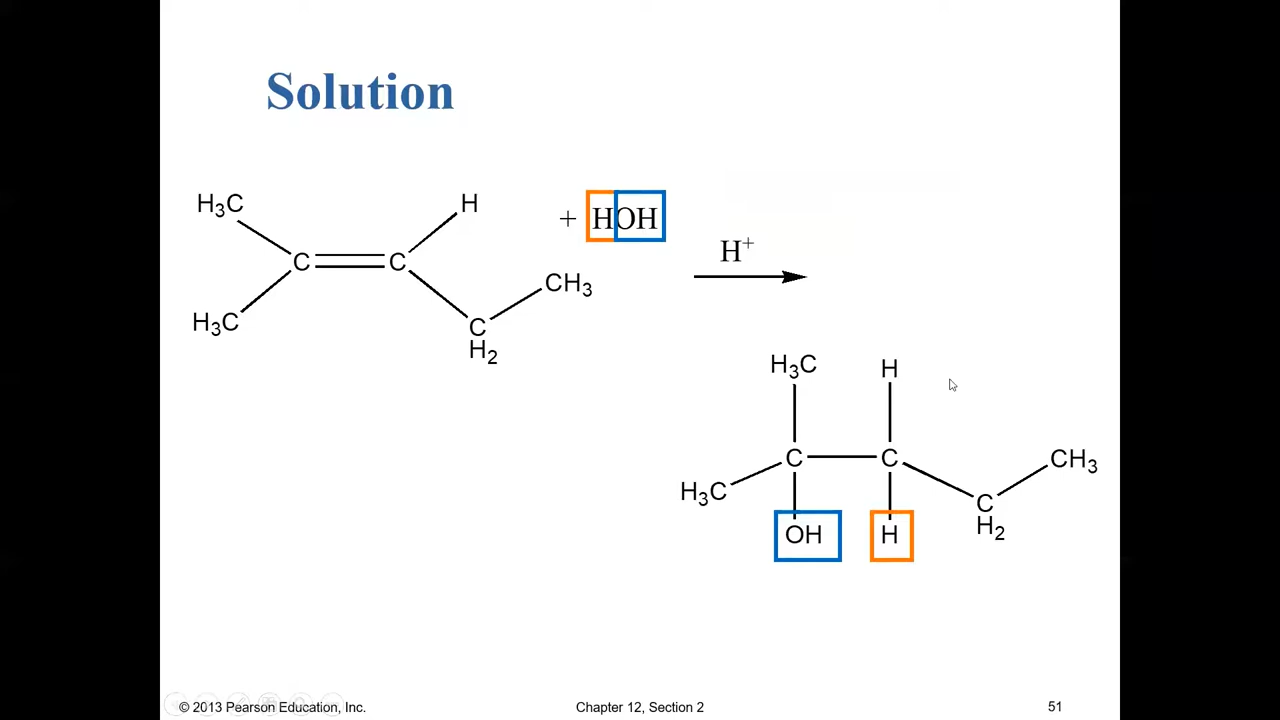 Solution
H₃C
H
+ HOH
H⁺
C
C
CH₃
H₃C
C
H₂
H₃C
H
C
C
CH₃
H₃C
C
H₂
OH
H
© 2013 Pearson Education, Inc.
Chapter 12, Section 2
51